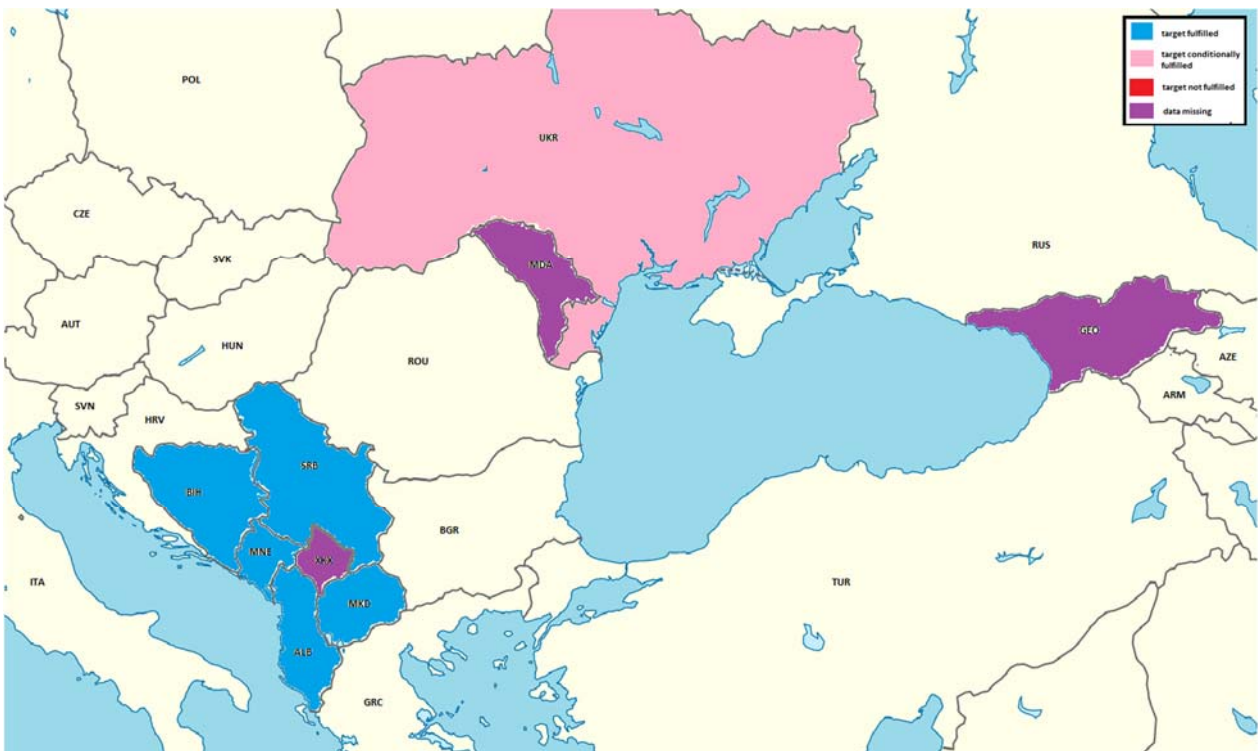 target fulfilled
target conditionally
fulfilled
target not fulfilled
data missing
POL
UKR
CZE
SVK
MDA
RUS
AUT
HUN
ROU
GEO
AZE
ARM
SVN
HRV
SRB
BIH
BGR
MNE
XKX
ITA
TUR
MKD
ALB
GRC